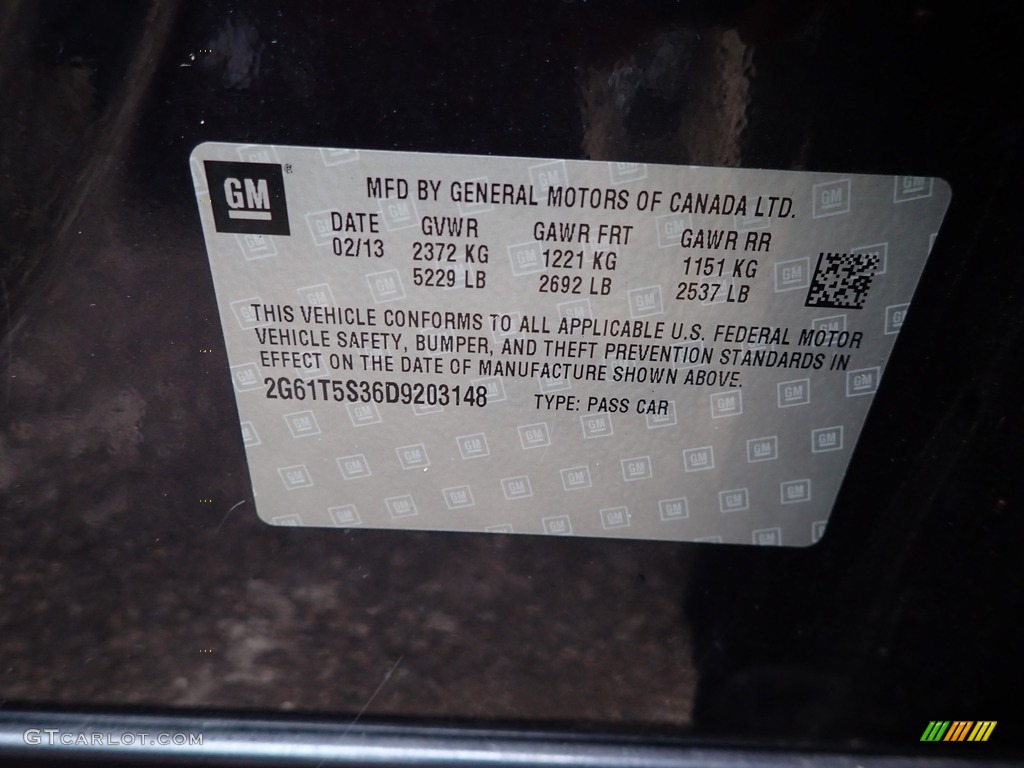 GM®
MFD BY GENERAL MOTORS OF CANADA LTD.
DATE GVWR GAWR FRT GAWR RR
02/13 2372 KG 1221 KG 1151 KG
5229 LB 2692 LB 2537 LB
THIS VEHICLE CONFORMS TO ALL APPLICABLE U.S. FEDERAL MOTOR
VEHICLE SAFETY, BUMPER, AND THEFT PREVENTION STANDARDS IN
EFFECT ON THE DATE OF MANUFACTURE SHOWN ABOVE.
2G61T5S36D9203148 TYPE: PASS CAR
GTCARLOT.COM